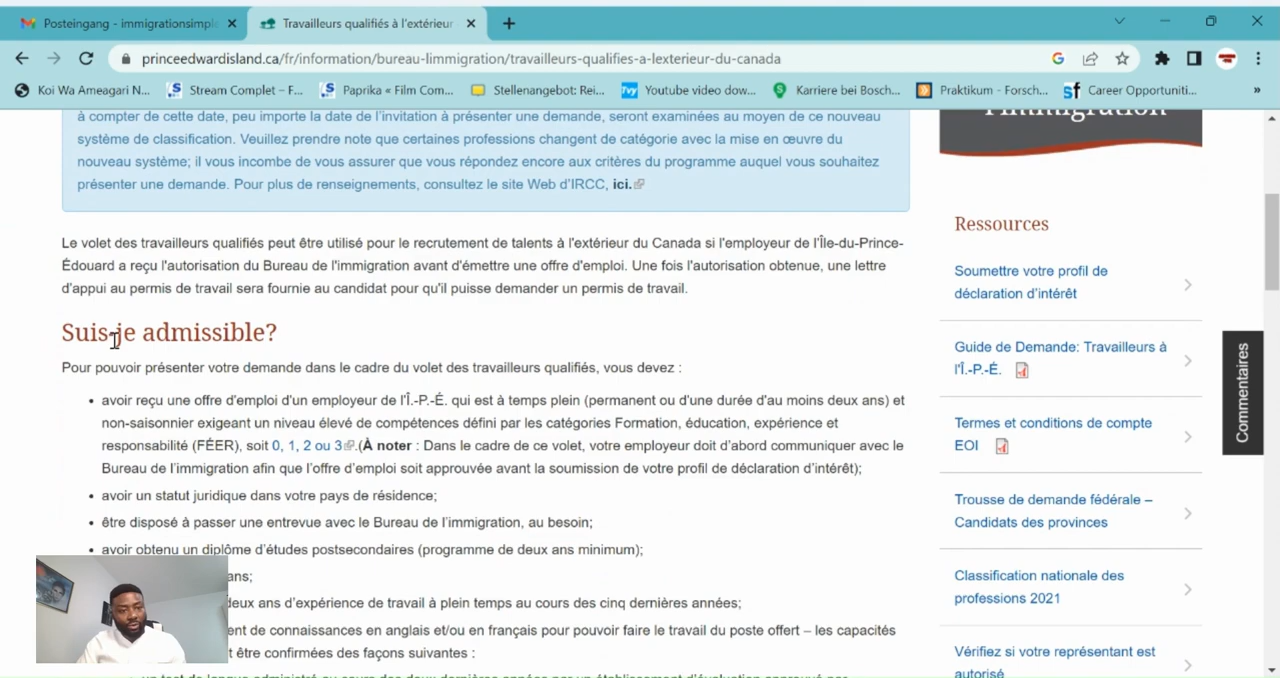 Posteingang - immigrationsimple
Travailleurs qualifiés à l'extérieur
princeedwardisland.ca/fr/information/bureau-limmigration/travailleurs-qualifies-a-lexterieur-du-canada
Koi Wa Ameagari N...
Stream Complet – F...
Paprika « Film Com...
Stellenangebot: Rei...
Youtube video dow...
Karriere bei Bosch...
Praktikum - Forsch...
Career Opportuniti...
»
à compter de cette date, peu importe la date de l'invitation à présenter une demande, seront examinées au moyen de ce nouveau
système de classification. Veuillez prendre note que certaines professions changent de catégorie avec la mise en œuvre du
nouveau système; il vous incombe de vous assurer que vous répondez encore aux critères du programme auquel vous souhaitez
présenter une demande. Pour plus de renseignements, consultez le site Web d'IRCC, ici.
Le volet des travailleurs qualifiés peut être utilisé pour le recrutement de talents à l'extérieur du Canada si l'employeur de l'Île-du-Prince-
Édouard a reçu l'autorisation du Bureau de l'immigration avant d'émettre une offre d'emploi. Une fois l'autorisation obtenue, une lettre
d'appui au permis de travail sera fournie au candidat pour qu'il puisse demander un permis de travail.
Suis-je admissible?
Pour pouvoir présenter votre demande dans le cadre du volet des travailleurs qualifiés, vous devez :
• avoir reçu une offre d'emploi d'un employeur de l'Î.-P.-É. qui est à temps plein (permanent ou d'une durée d'au moins deux ans) et
non-saisonnier exigeant un niveau élevé de compétences défini par les catégories Formation, éducation, expérience et
responsabilité (FÉER), soit 0, 1, 2 ou 3.(À noter : Dans le cadre de ce volet, votre employeur doit d'abord communiquer avec le
Bureau de l'immigration afin que l'offre d'emploi soit approuvée avant la soumission de votre profil de déclaration d'intérêt);
• avoir un statut juridique dans votre pays de résidence;
• être disposé à passer une entrevue avec le Bureau de l'immigration, au besoin;
• avoir obtenu un diplôme d'études postsecondaires (programme de deux ans minimum);
ans;
deux ans d'expérience de travail à plein temps au cours des cinq dernières années;
ent de connaissances en anglais et/ou en français pour pouvoir faire le travail du poste offert – les capacités
t être confirmées des façons suivantes :
un test de langue administré au cours des deux dernières années par un établissement d'évaluation approuvé par
l'immigration
Ressources
Soumettre votre profil de
déclaration d'intérêt
Guide de Demande: Travailleurs à
l'Î.-P.-É.
Termes et conditions de compte
EOI
Trousse de demande fédérale –
Candidats des provinces
Classification nationale des
professions 2021
Vérifiez si votre représentant est
autorisé
Commentaires